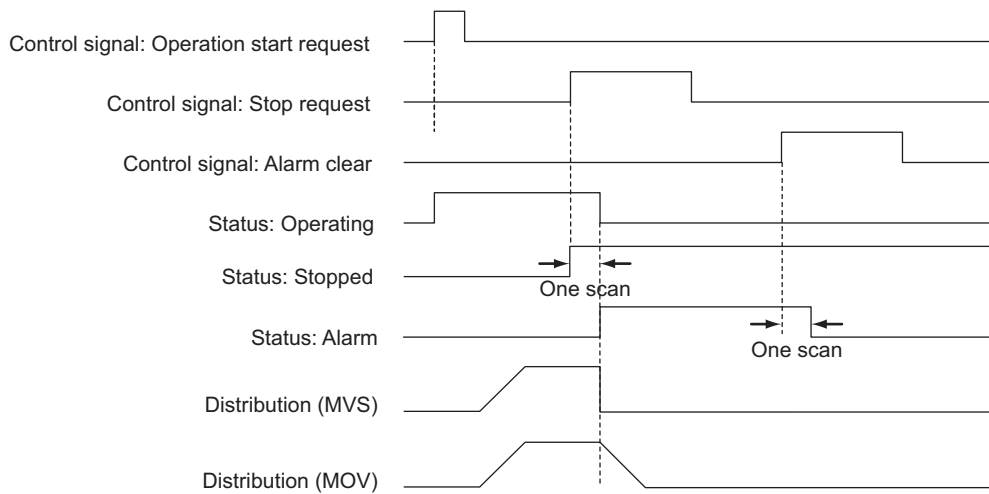 Control signal: Operation start request
Control signal: Stop request
Control signal: Alarm clear
Status: Operating
Status: Stopped
One scan
Status: Alarm
One scan
Distribution (MVS)
Distribution (MOV)